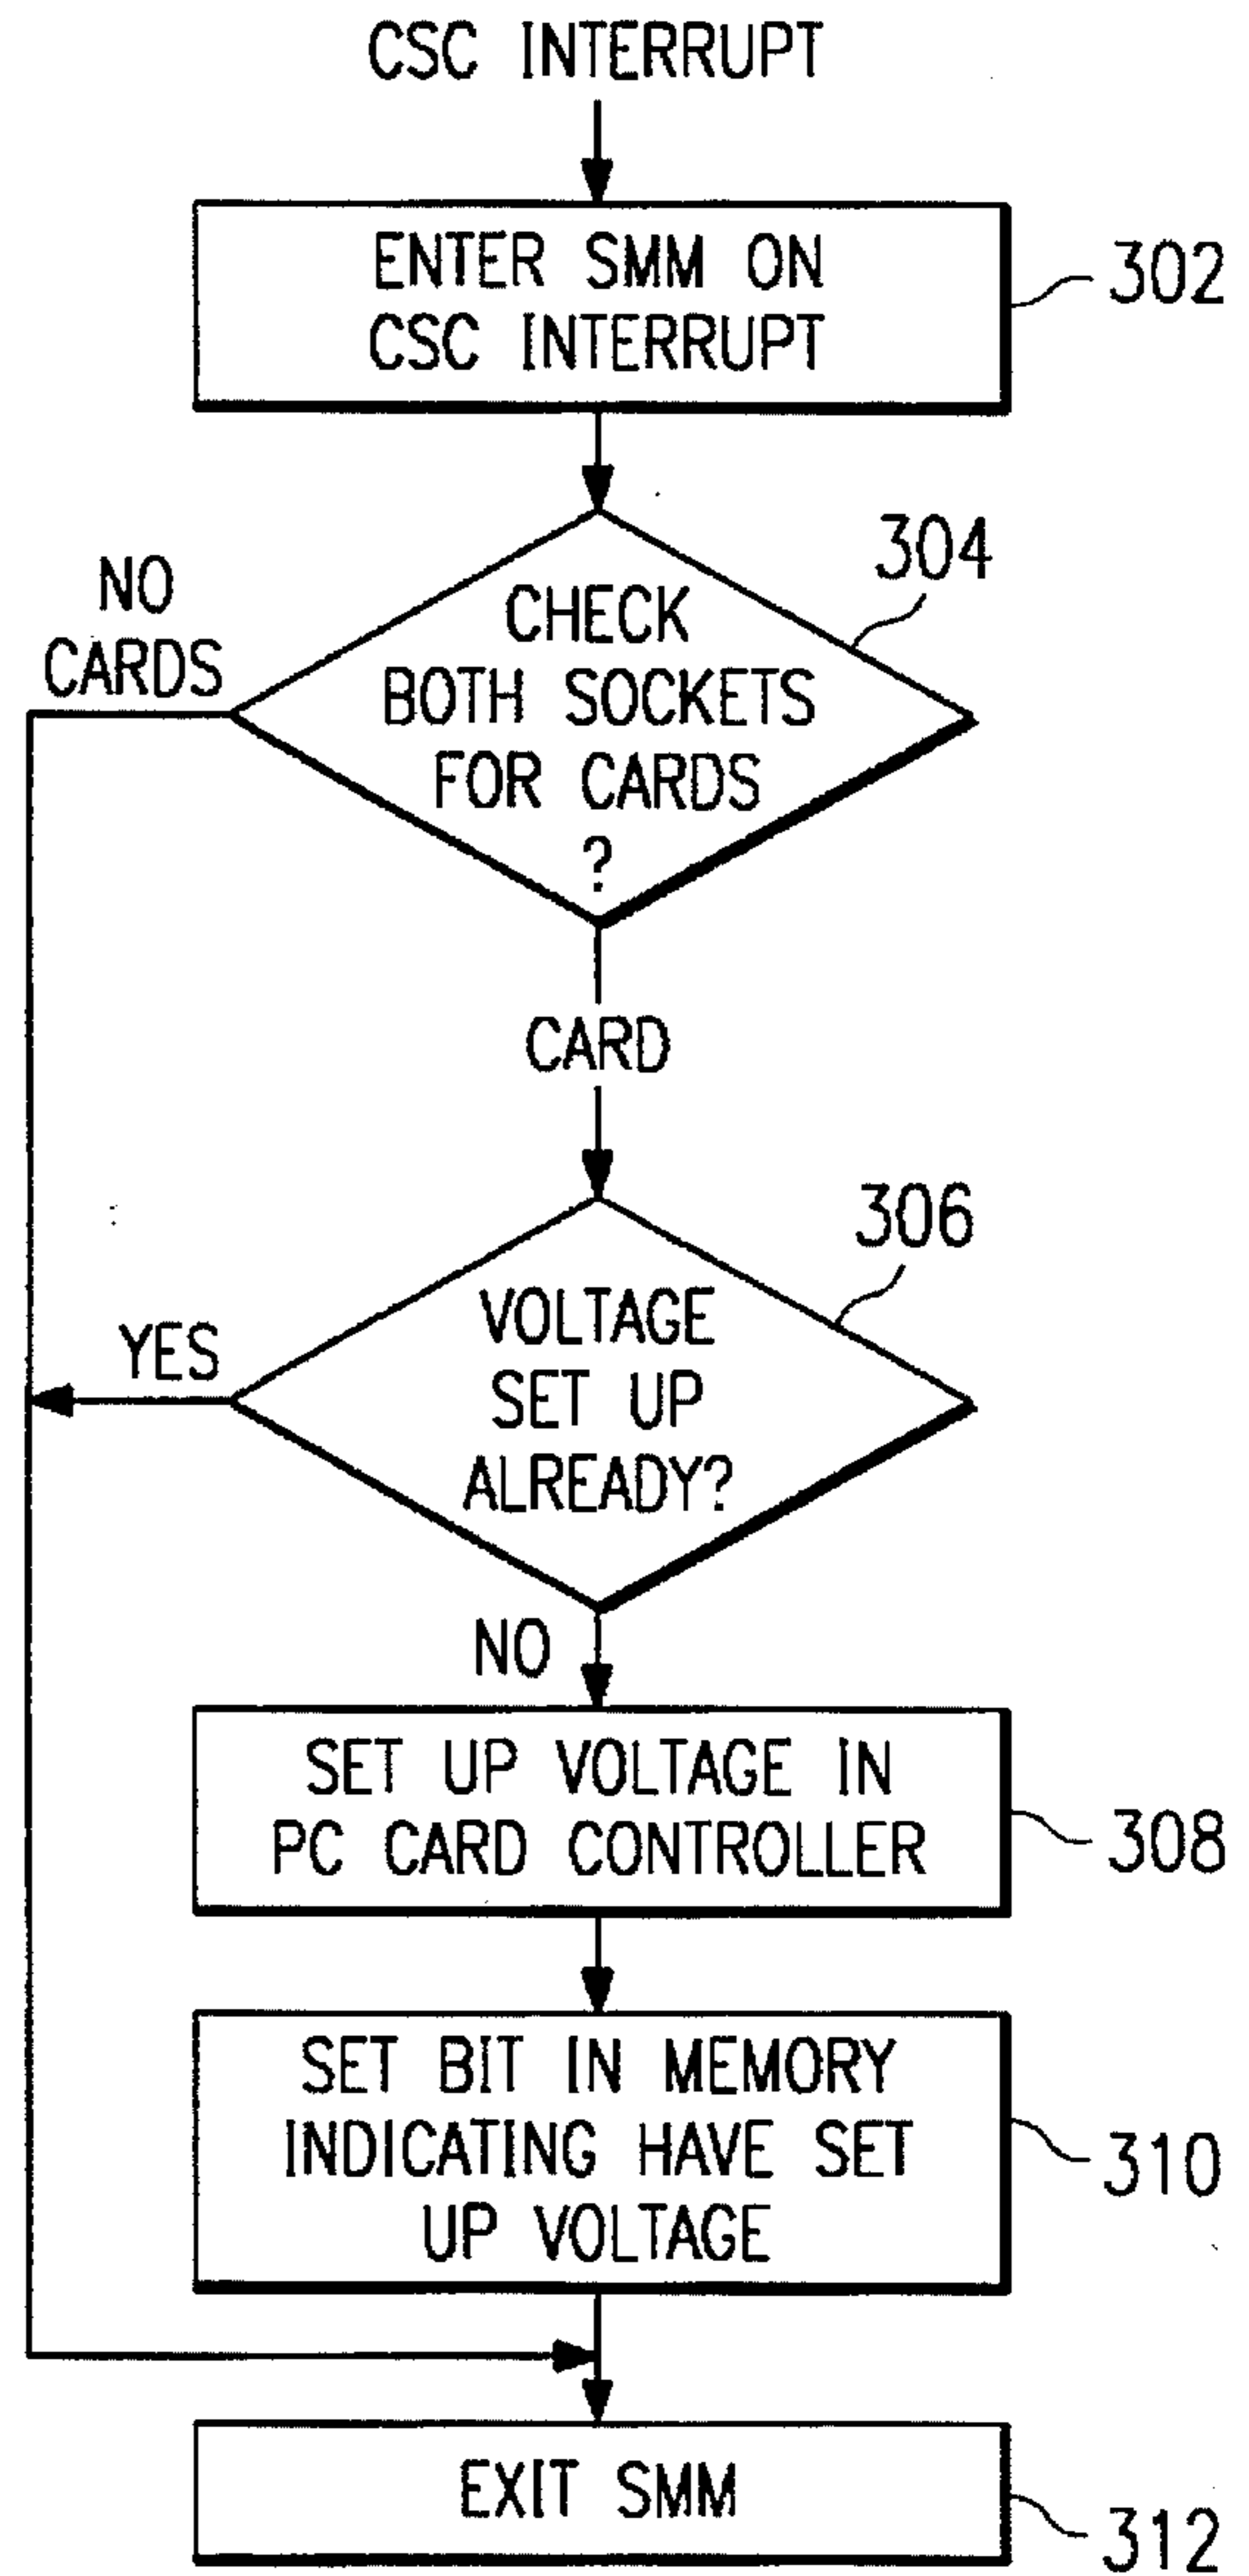 CSC INTERRUPT
ENTER SMM ON
CSC INTERRUPT
302
304
NO
CARDS
CHECK
BOTH SOCKETS
FOR CARDS
?
CARD
306
YES
VOLTAGE
SET UP
ALREADY?
NO
SET UP VOLTAGE IN
PC CARD CONTROLLER
308
SET BIT IN MEMORY
INDICATING HAVE SET
UP VOLTAGE
310
EXIT SMM
312